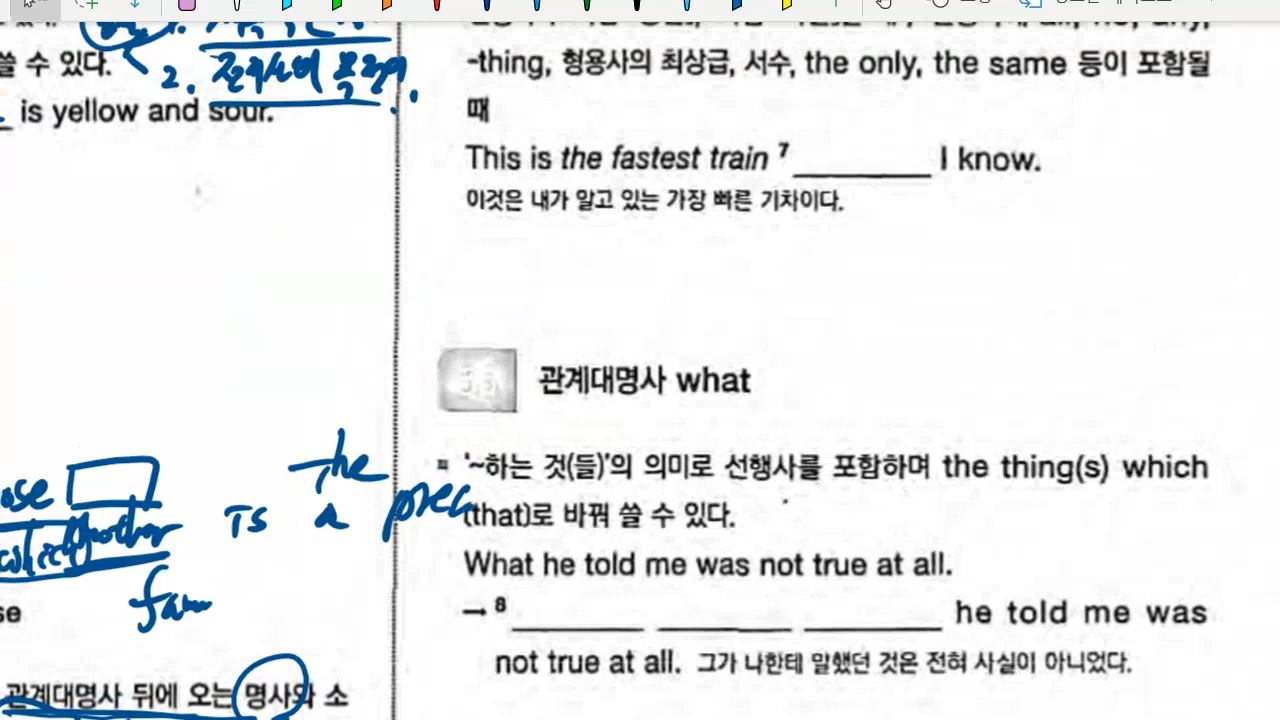 쓸 수 있다.
2. 전치사의 목적어
is yellow and sour.
-thing, 형용사의 최상급, 서수, the only, the same 등이 포함될
때
This is the fastest train 7 ________ I know.
이것은 내가 알고 있는 가장 빠른 기차이다.
관계대명사 what
'~하는 것(들)'의 의미로 선행사를 포함하며 the thing(s) which
(that)로 바꿔 쓸 수 있다.
What he told me was not true at all.
→ 8 ________ ________ ________ he told me was
not true at all. 그가 나한테 말했던 것은 전혀 사실이 아니었다.
the
is a
관계대명사 뒤에 오는 명사와 소